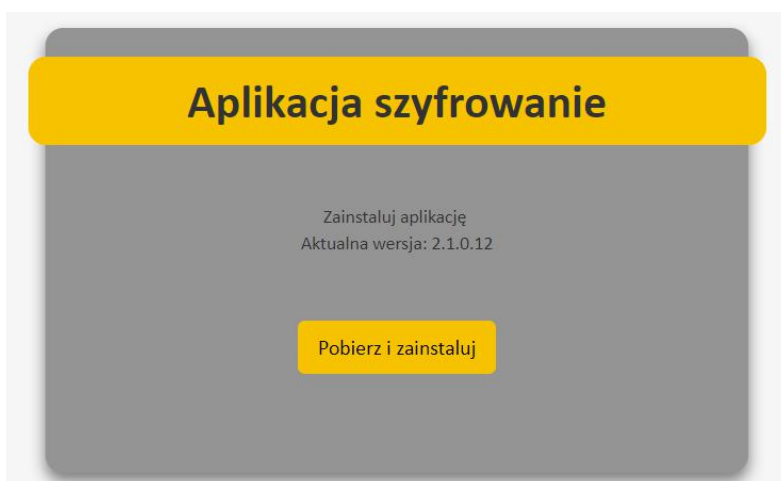 Aplikacja szyfrowanie
Zainstaluj aplikację
Aktualna wersja: 2.1.0.12
Pobierz i zainstaluj